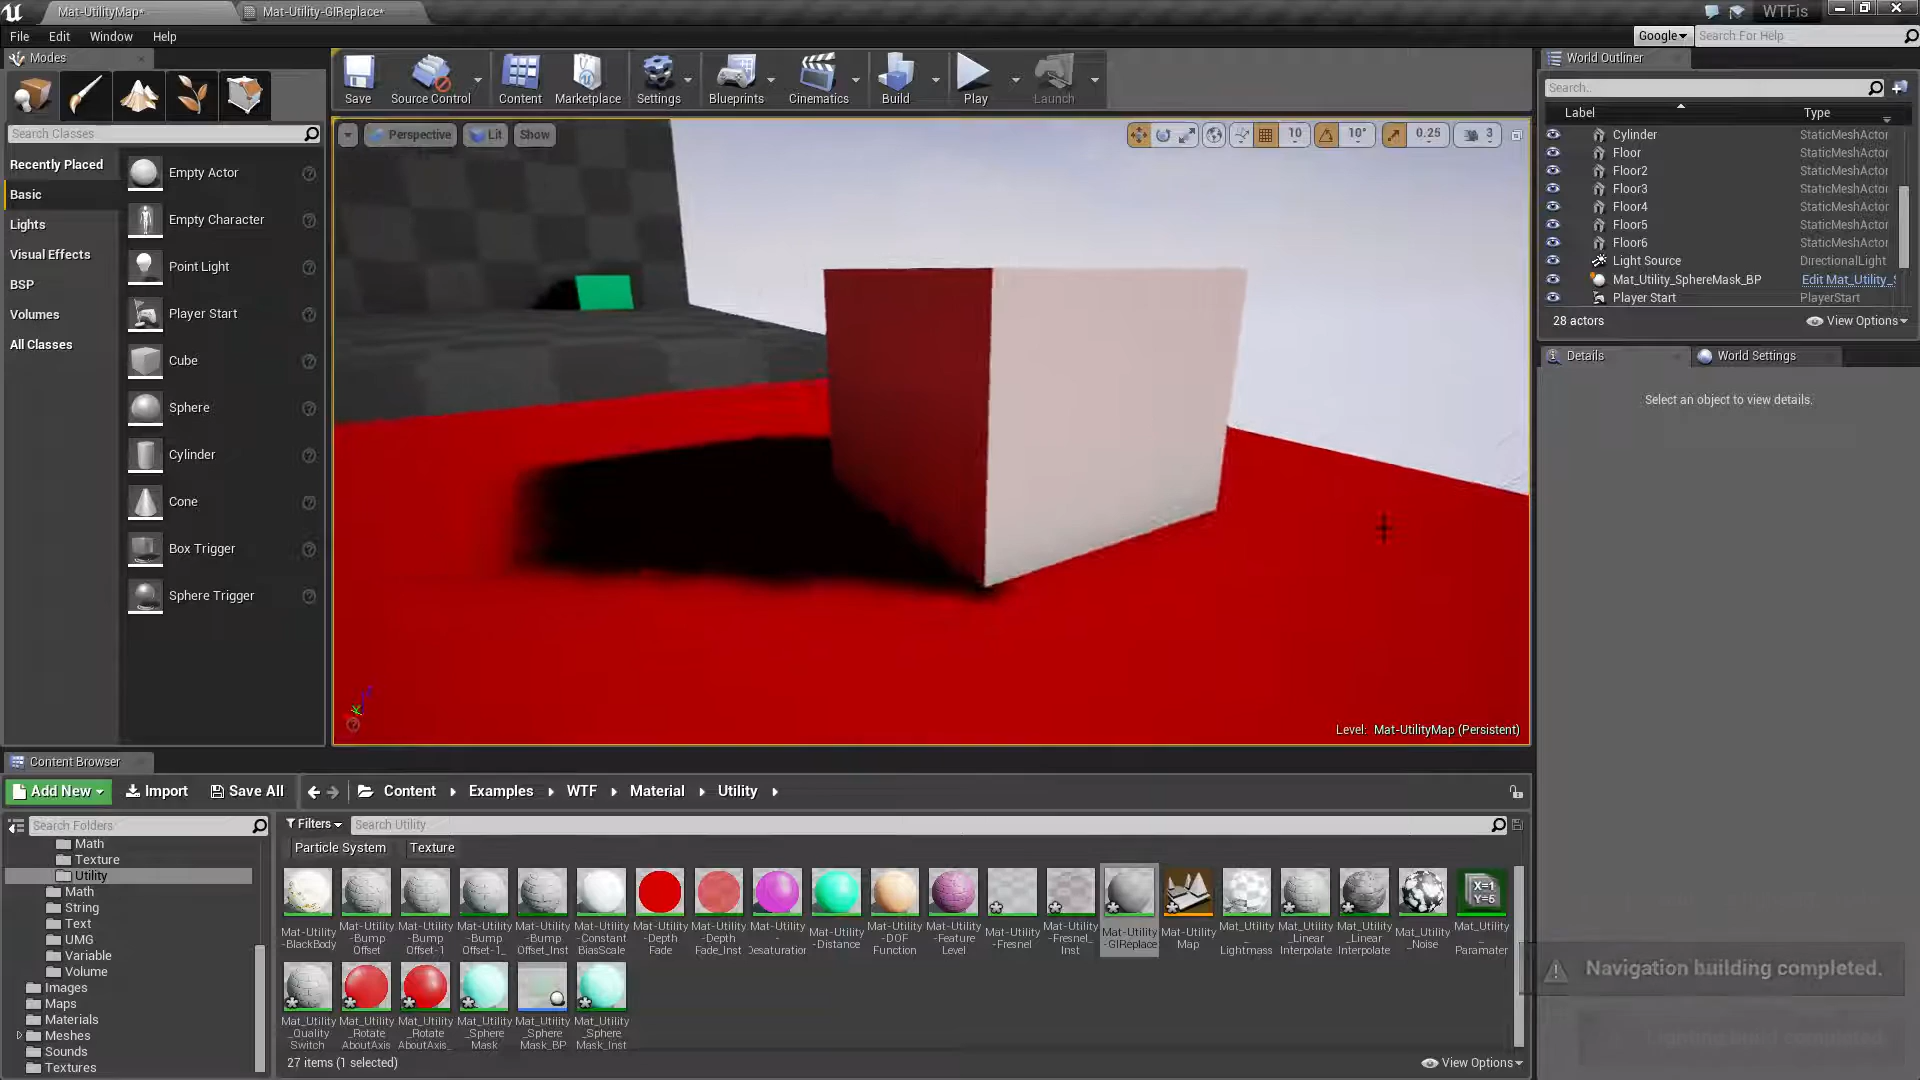 Mat-UtilityMap*
Mat-Utility-GIReplace*
WTFis
File Edit Window Help
Google
Search For Help
Modes
Search Classes
Recently Placed
Basic
Lights
Visual Effects
BSP
Volumes
All Classes
Empty Actor
Empty Character
Point Light
Player Start
Cube
Sphere
Cylinder
Cone
Box Trigger
Sphere Trigger
Save
Source Control
Content
Marketplace
Settings
Blueprints
Cinematics
Build
Play
Launch
Perspective
Lit
Show
10
10°
0.25
3
Level: Mat-UtilityMap (Persistent)
World Outliner
Search..
Label Type
Cylinder StaticMeshActor
Floor StaticMeshActor
Floor2 StaticMeshActor
Floor3 StaticMeshActor
Floor4 StaticMeshActor
Floor5 StaticMeshActor
Floor6 StaticMeshActor
Light Source DirectionalLight
Mat_Utility_SphereMask_BP Edit Mat_Utility_
Player Start PlayerStart
28 actors
View Options
Details
World Settings
Select an object to view details.
Content Browser
Add New
Import
Save All
Content
Examples
WTF
Material
Utility
Search Folders
Math
Texture
Utility
Math
String
Text
UMG
Variable
Volume
Images
Maps
Materials
Meshes
Sounds
Textures
Filters
Search Utility
Particle System
Texture
Mat-Utility
-BlackBody
Mat-Utility
-Bump
Offset
Mat-Utility
-Bump
Offset-1
Mat-Utility
-Bump
Offset-1_
Mat-Utility
-Bump
Offset_Inst
Mat-Utility
-Constant
BiasScale
Mat-Utility
-Depth
Fade
Mat-Utility
-Depth
Fade_Inst
Mat-Utility
-
Desaturation
Mat-Utility
-Distance
Mat-Utility
-DOF
Function
Mat-Utility
-Feature
Level
Mat-Utility
-Fresnel
Mat-Utility
-Fresnel_
Inst
Mat-Utility
-GIReplace
Mat-Utility
Map
Mat_Utility
_
Lightmass
Mat_Utility
_Linear
Interpolate
Mat_Utility
_Linear
Interpolate
Mat_Utility
_Noise
X=1
Y=5
Mat_Utility
_
Paramater
Mat_Utility
_Quality
Switch
Mat_Utility
_Rotate
AboutAxis
Mat_Utility
_Rotate
AboutAxis_
Mat_Utility
_Sphere
Mask
Mat_Utility
_Sphere
Mask_BP
Mat_Utility
_Sphere
Mask_Inst
27 items (1 selected)
View Options
Navigation building completed.
Lighting build completed